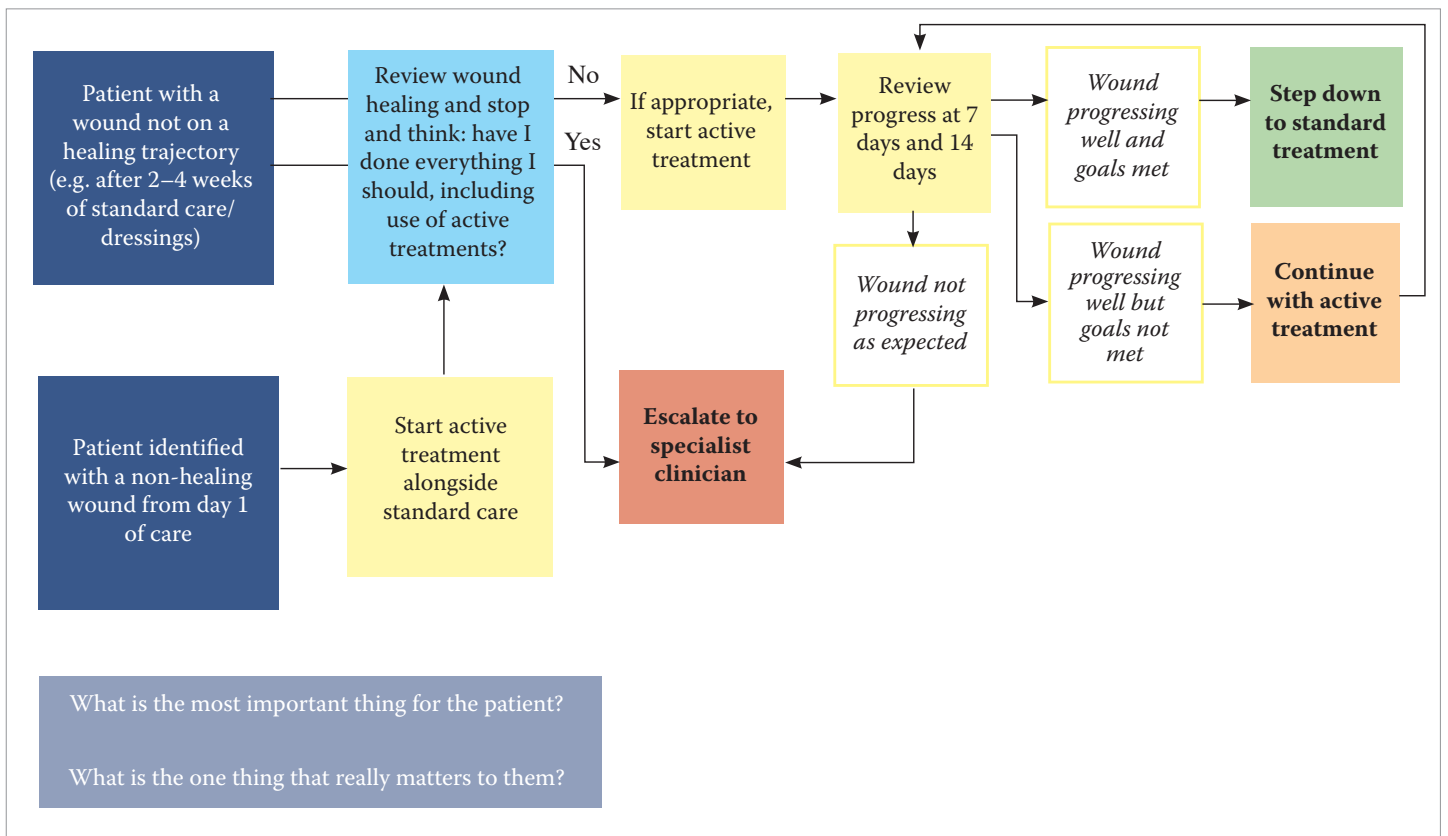 Patient with a
wound not on a
healing trajectory
(e.g. after 2–4 weeks
of standard care/
dressings)
Review wound
healing and stop
and think: have I
done everything I
should, including
use of active
treatments?
No
Yes
If appropriate,
start active
treatment
Review
progress at 7
days and 14
days
Wound
progressing
well and
goals met
Step down
to standard
treatment
Wound not
progressing
as expected
Wound
progressing
well but
goals not
met
Continue
with active
treatment
Patient identified
with a non-healing
wound from day 1
of care
Start active
treatment
alongside
standard care
Escalate to
specialist
clinician
What is the most important thing for the patient?
What is the one thing that really matters to them?